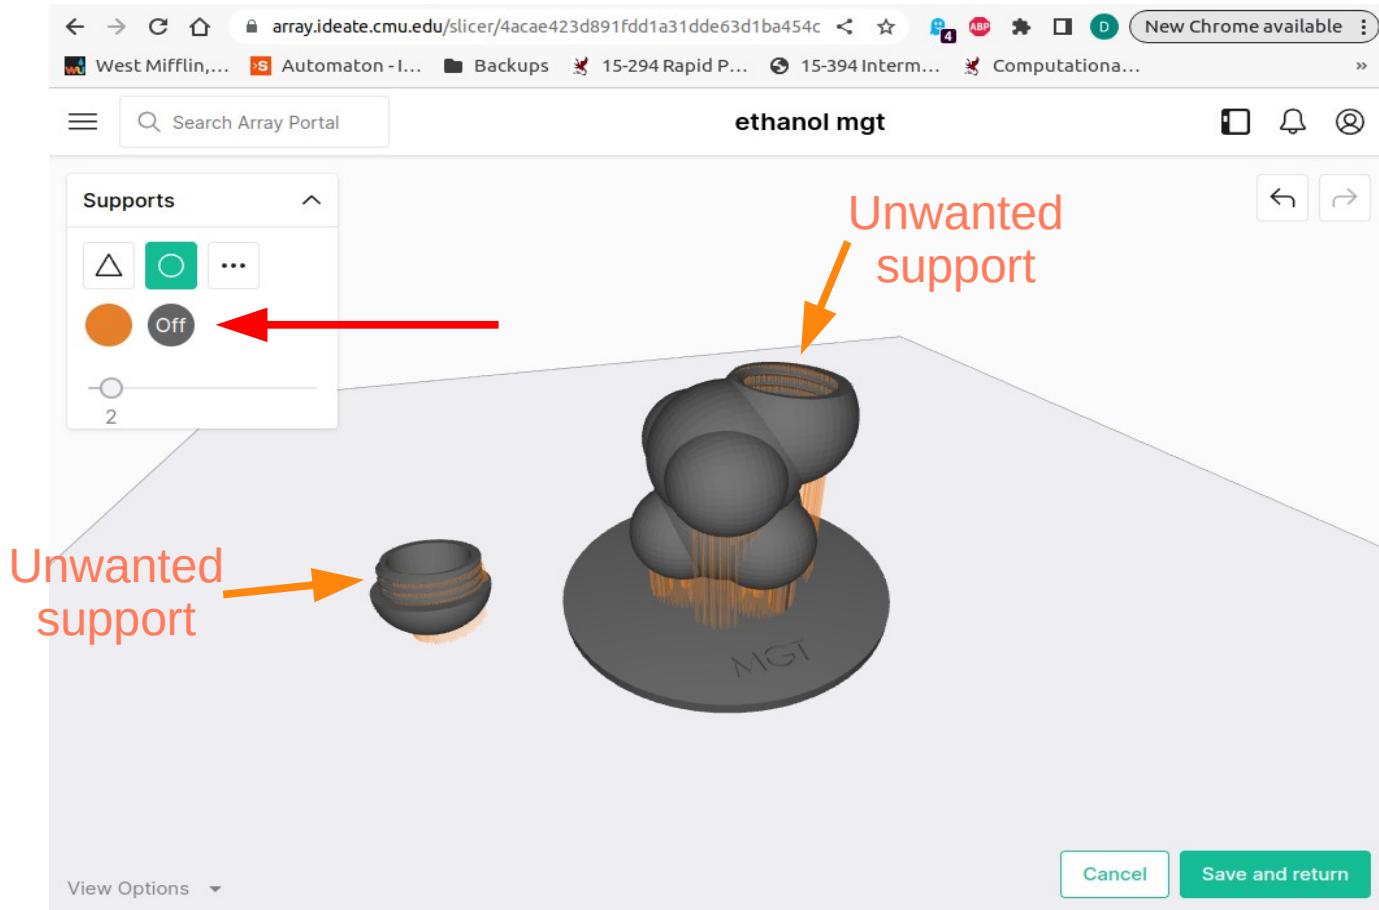 array.ideate.cmu.edu/slicer/4acae423d891fdd1a31dde63d1ba454c
4
ABP
D
New Chrome available
West Mifflin,...
Automaton - I...
Backups
15-294 Rapid P...
15-394 Interm...
Computationa...
»
Search Array Portal
ethanol mgt
Supports
Off
2
Unwanted
support
Unwanted
support
MGT
View Options
Cancel
Save and return